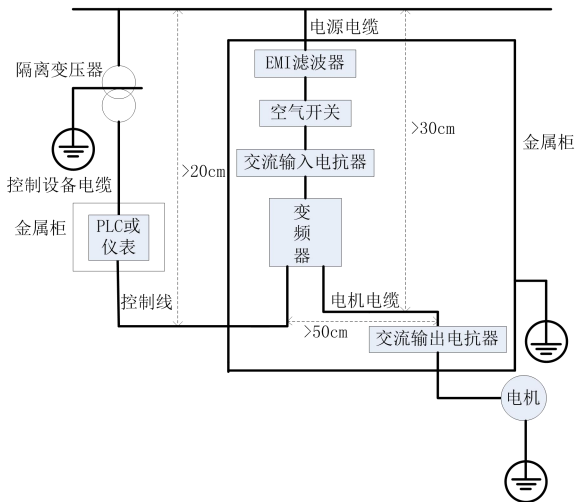 电源电缆
EMI滤波器
隔离变压器
空气开关
>30cm
金属柜
交流输入电抗器
>20cm
控制设备电缆
变
频
器
金属柜
PLC或
仪表
控制线
电机电缆
>50cm
交流输出电抗器
电机